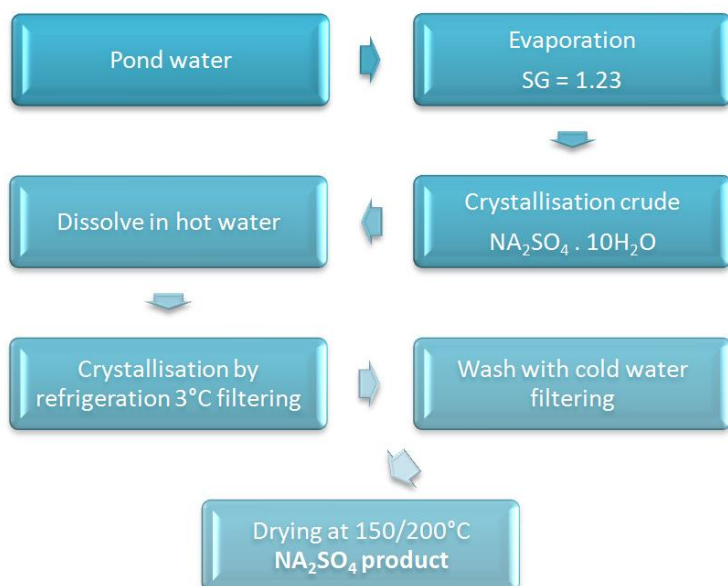 Pond water
Evaporation
SG = 1.23
Crystallisation crude
NA₂SO₄ . 10H₂O
Dissolve in hot water
Crystallisation by
refrigeration 3°C filtering
Wash with cold water
filtering
Drying at 150/200°C
NA₂SO₄ product